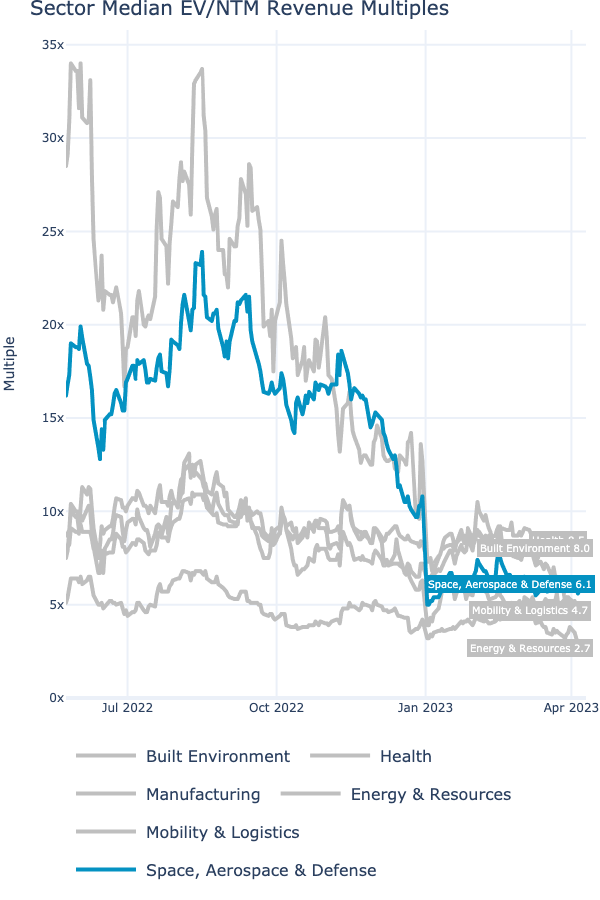 Sector Median EV/NTM Revenue Multiples
35x
30x
25x
20x
15x
10x
5x
0x
Multiple
Built Environment 8.0
Space, Aerospace & Defense 6.1
Mobility & Logistics 4.7
Energy & Resources 2.7
Jul 2022
Oct 2022
Jan 2023
Apr 2023
Built Environment
Health
Manufacturing
Energy & Resources
Mobility & Logistics
Space, Aerospace & Defense